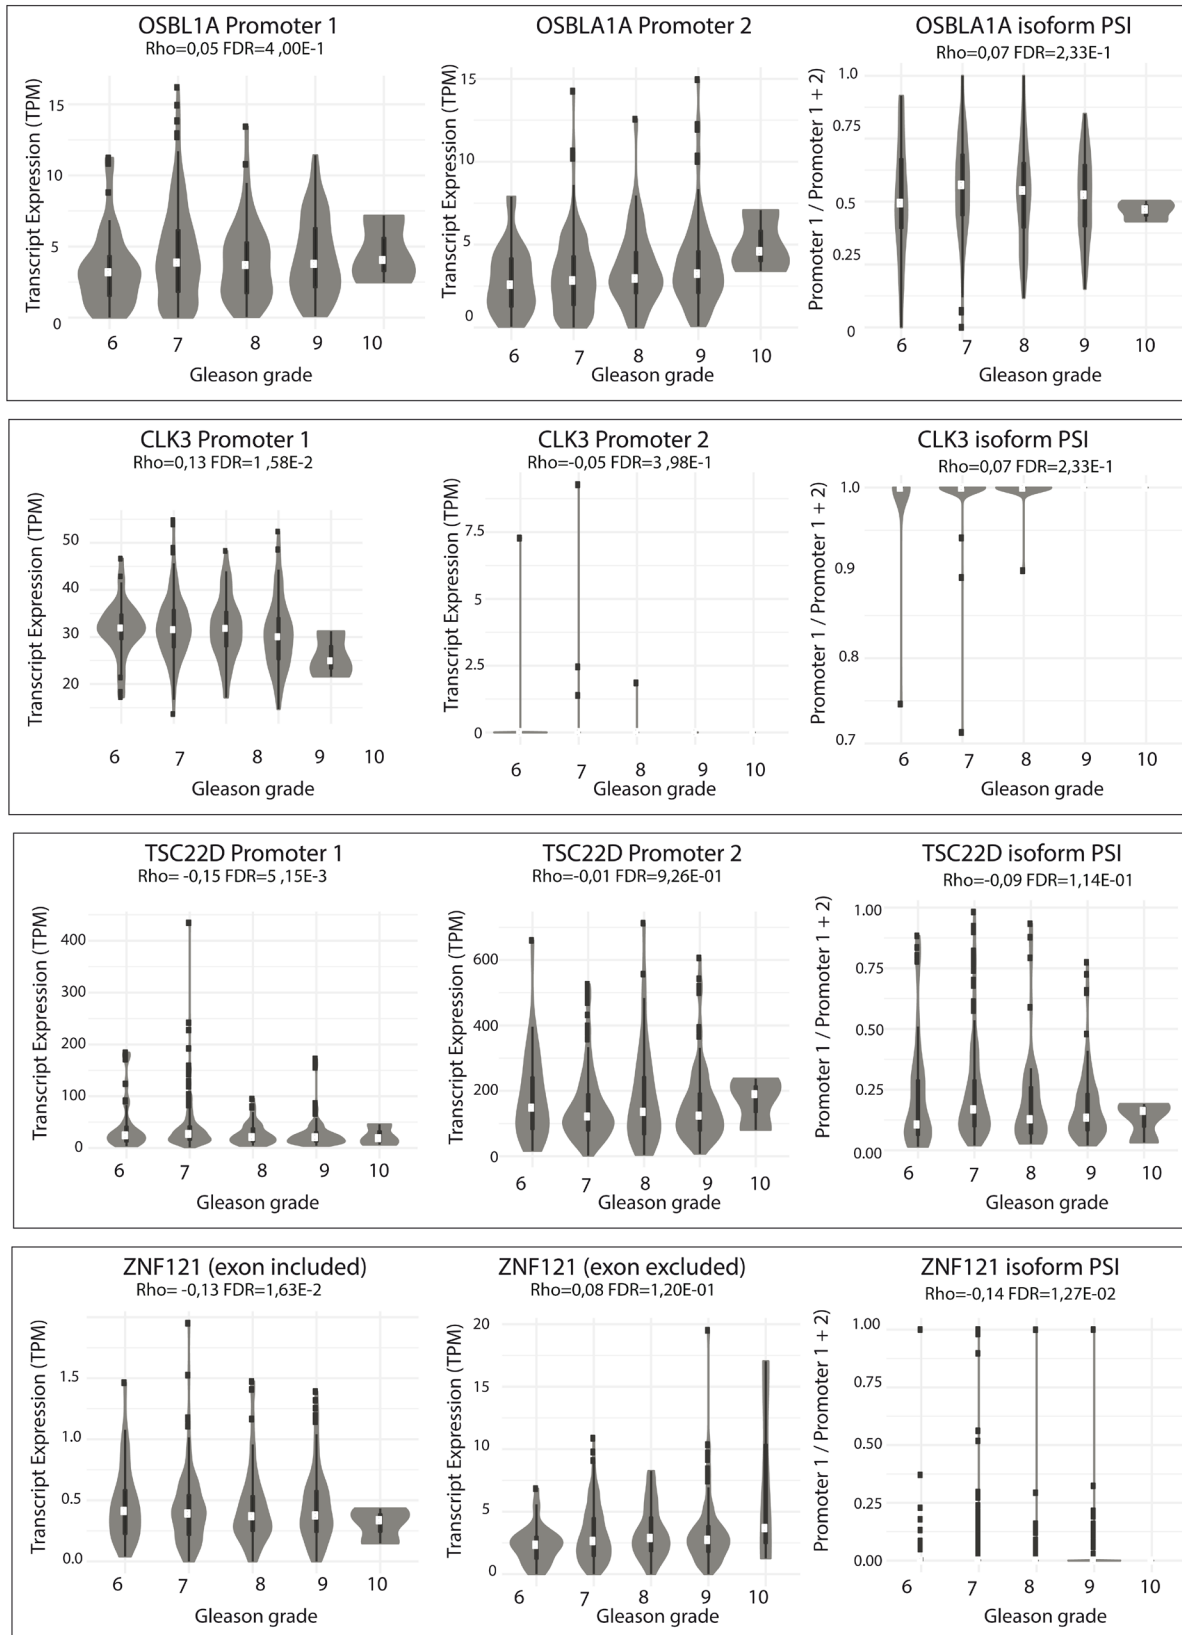 OSBL1A Promoter 1
Rho=0,05 FDR=4 ,00E-1
Transcript Expression (TPM)
15
10
5
0
6 7 8 9 10
Gleason grade
OSBLA1A Promoter 2
Transcript Expression (TPM)
15
10
5
0
6 7 8 9 10
Gleason grade
OSBLA1A isoform PSI
Rho=0,07 FDR=2,33E-1
Promoter 1 / Promoter 1 + 2)
1.0
0.75
0.5
0.25
0
6 7 8 9 10
Gleason grade
CLK3 Promoter 1
Rho=0,13 FDR=1 ,58E-2
Transcript Expression (TPM)
50
40
30
20
6 7 8 9 10
Gleason grade
CLK3 Promoter 2
Rho=-0,05 FDR=3 ,98E-1
Transcript Expression (TPM)
7.5
5
2.5
0
6 7 8 9 10
Gleason grade
CLK3 isoform PSI
Rho=0,07 FDR=2,33E-1
Promoter 1 / Promoter 1 + 2)
1.0
0.9
0.8
0.7
6 7 8 9 10
Gleason grade
TSC22D Promoter 1
Rho= -0,15 FDR=5 ,15E-3
Transcript Expression (TPM)
400
300
200
100
0
6 7 8 9 10
Gleason grade
TSC22D Promoter 2
Rho=-0,01 FDR=9,26E-01
Transcript Expression (TPM)
600
400
200
0
6 7 8 9 10
Gleason grade
TSC22D isoform PSI
Rho=-0,09 FDR=1,14E-01
Promoter 1 / Promoter 1 + 2)
1.00
0.75
0.50
0.25
0.00
6 7 8 9 10
Gleason grade
ZNF121 (exon included)
Rho= -0,13 FDR=1,63E-2
Transcript Expression (TPM)
1.5
1.0
0.5
0.0
6 7 8 9 10
Gleason grade
ZNF121 (exon excluded)
Rho=0,08 FDR=1,20E-01
Transcript Expression (TPM)
20
15
10
5
0
6 7 8 9 10
Gleason grade
ZNF121 isoform PSI
Rho=-0,14 FDR=1,27E-02
Promoter 1 / Promoter 1 + 2)
1.00
0.75
0.50
0.25
0.00
6 7 8 9 10
Gleason grade